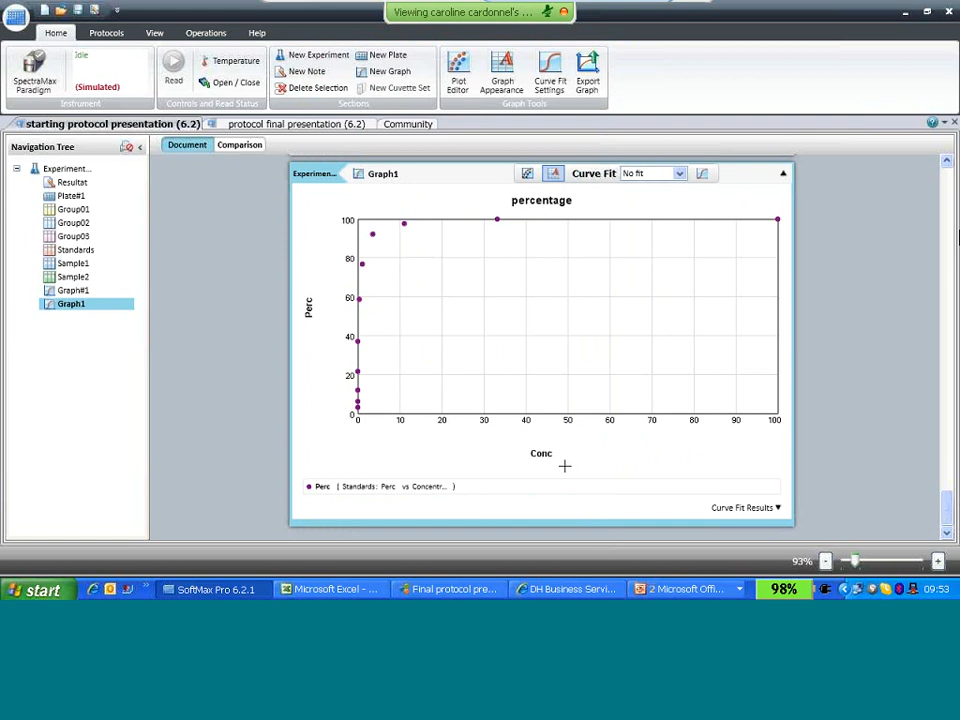 Viewing caroline cardonnel's ...
Home Protocols View Operations Help
SpectraMax Paradigm
Idle
(Simulated)
Instrument
Read
Temperature
Open / Close
Controls and Read Status
New Experiment
New Note
Delete Selection
New Plate
New Graph
New Cuvette Set
Sections
Plot Editor
Graph Appearance
Curve Fit Settings
Export Graph
Graph Tools
starting protocol presentation (6.2) protocol final presentation (6.2) Community
Navigation Tree
Document Comparison
Experiment...
Resultat
Plate#1
Group01
Group02
Group03
Standards
Sample1
Sample2
Graph#1
Graph1
Experimen... Graph1 Curve Fit No fit
percentage
Perc
100
80
60
40
20
0
0 10 20 30 40 50 60 70 80 90 100
Conc
Perc ( Standards: Perc vs Concentr... )
Curve Fit Results
93%
start SoftMax Pro 6.2.1 Microsoft Excel - ... Final protocol pre... DH Business Servi... 2 Microsoft Offi... 98% 09:53